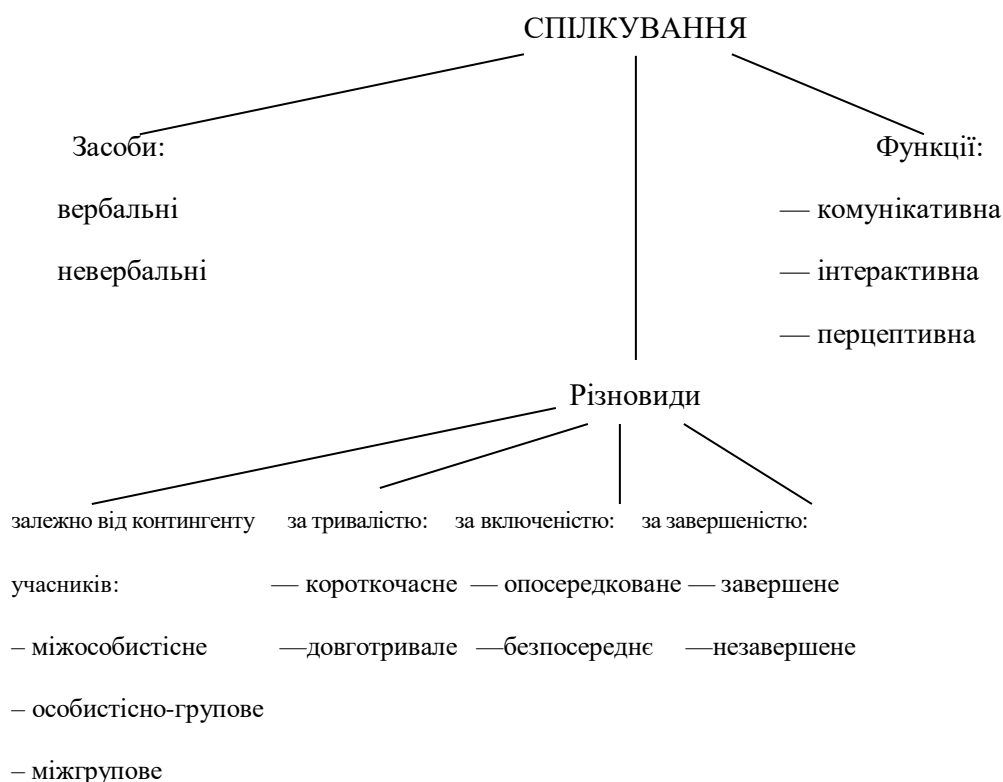 СПІЛКУВАННЯ
Засоби:
вербальні
невербальні
Функції:
— комунікативна
— інтерактивна
— перцептивна
Різновиди
залежно від контингенту
учасників:
– міжособистісне
– особистісно-групове
– міжгрупове
за тривалістю:
— короткочасне
—довготривале
за включеністю:
— опосередковане
—безпосереднє
за завершеністю:
— завершене
—незавершене